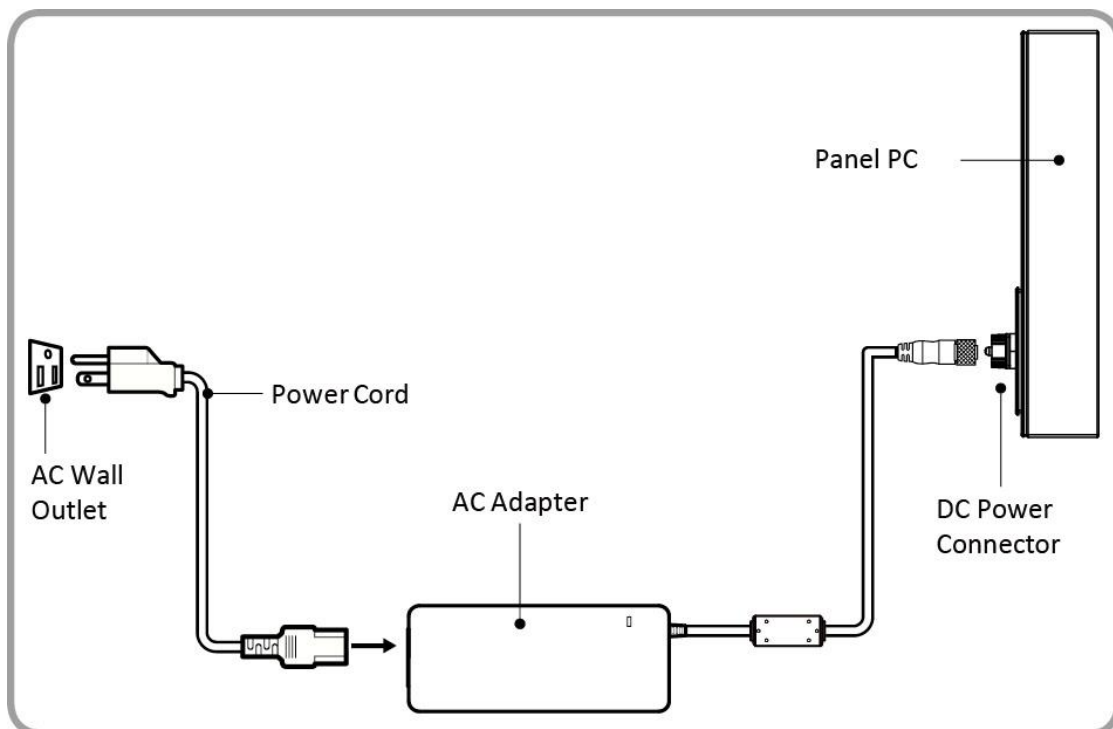 Panel PC
Power Cord
AC Wall
Outlet
AC Adapter
DC Power
Connector